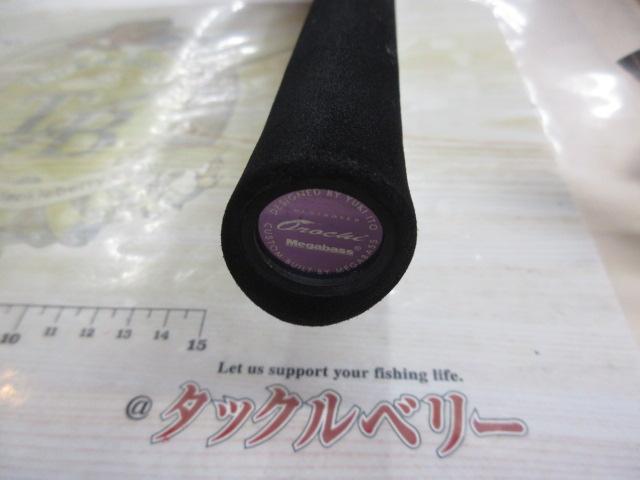 DESIGNED BY YUKI ITO
DESTROYER
Orochi
Megabass®
CUSTOM BUILT BY MEGABASS
10 11 12 13 14 15
Let us support your fishing life.
@タックルベリー